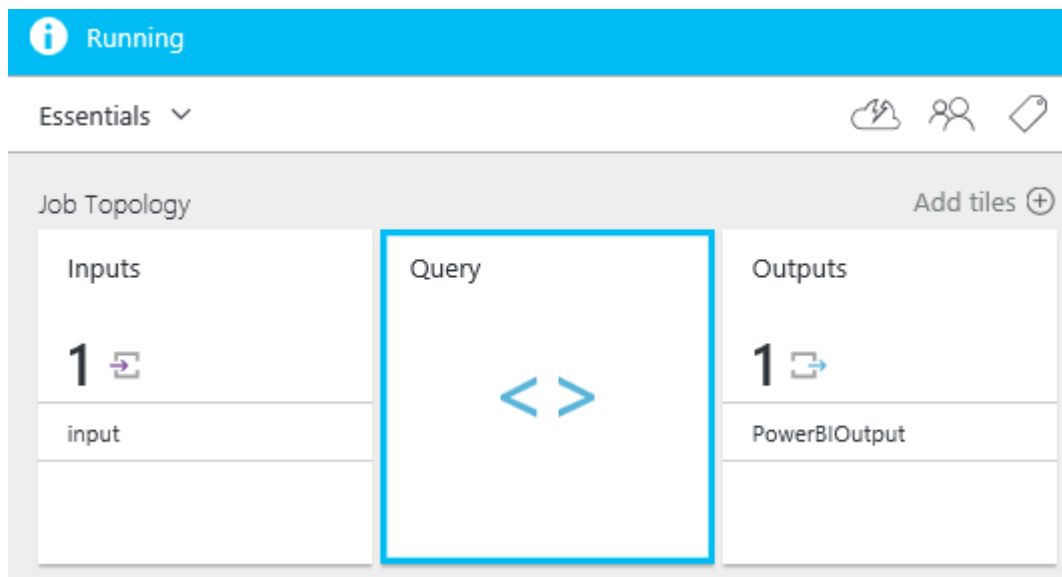 Running
Essentials
Job Topology
Add tiles
Inputs
1
input
Query
< >
Outputs
1
PowerBIOutput